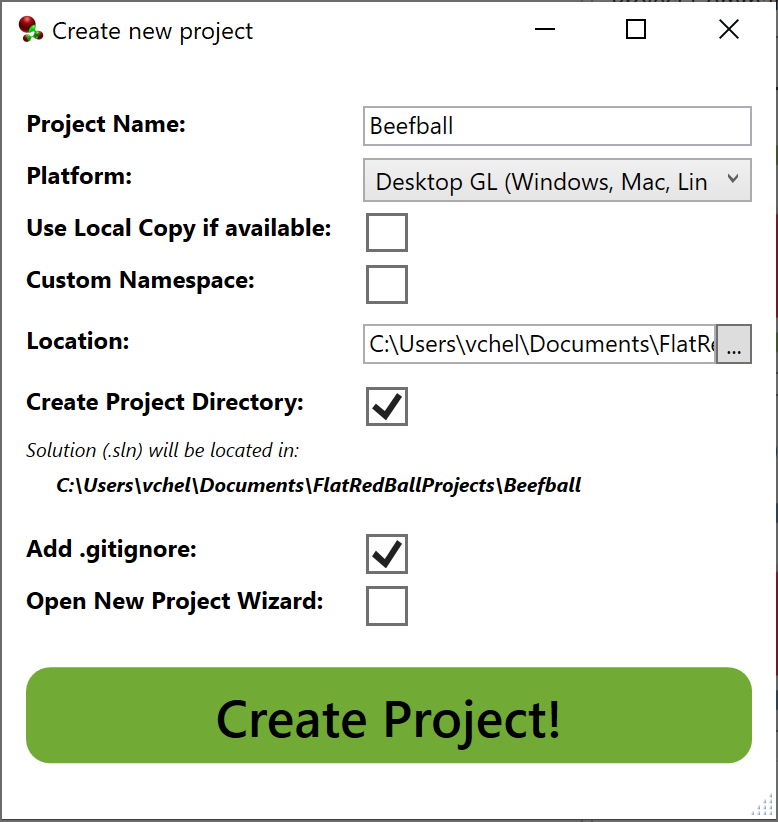 Create new project
Project Name: Beefball
Platform: Desktop GL (Windows, Mac, Lin
Use Local Copy if available:
Custom Namespace:
Location: C:\Users\vchel\Documents\FlatRe ...
Create Project Directory:
Solution (.sln) will be located in:
C:\Users\vchel\Documents\FlatRedBallProjects\Beefball
Add .gitignore:
Open New Project Wizard:
Create Project!